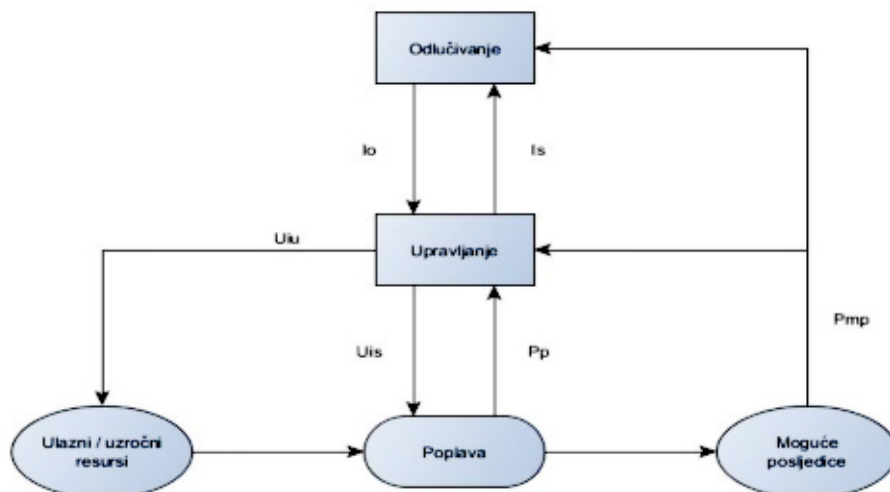 Odlučivanje
Io
Is
Uiu
Upravljanje
Uis
Pp
Pmp
Ulazni / uzročni
resursi
Poplava
Moguće
posljedice